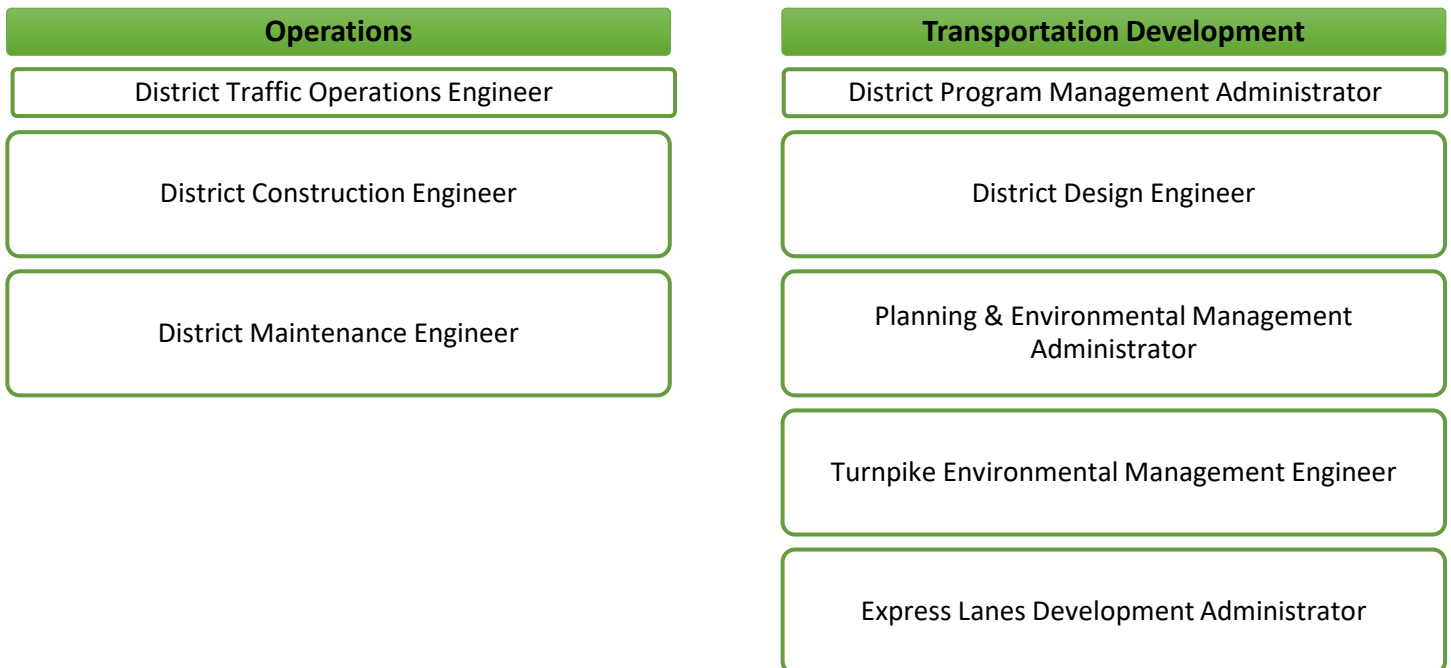 Operations
District Traffic Operations Engineer
District Construction Engineer
District Maintenance Engineer
Transportation Development
District Program Management Administrator
District Design Engineer
Planning & Environmental Management
Administrator
Turnpike Environmental Management Engineer
Express Lanes Development Administrator